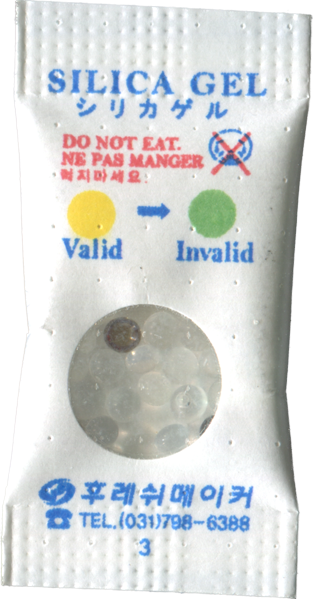 SILICA GEL
シリカゲル
DO NOT EAT.
NE PAS MANGER
먹지마세요.
Valid
Invalid
후레쉬메이커
TEL.(031)798-6388
3